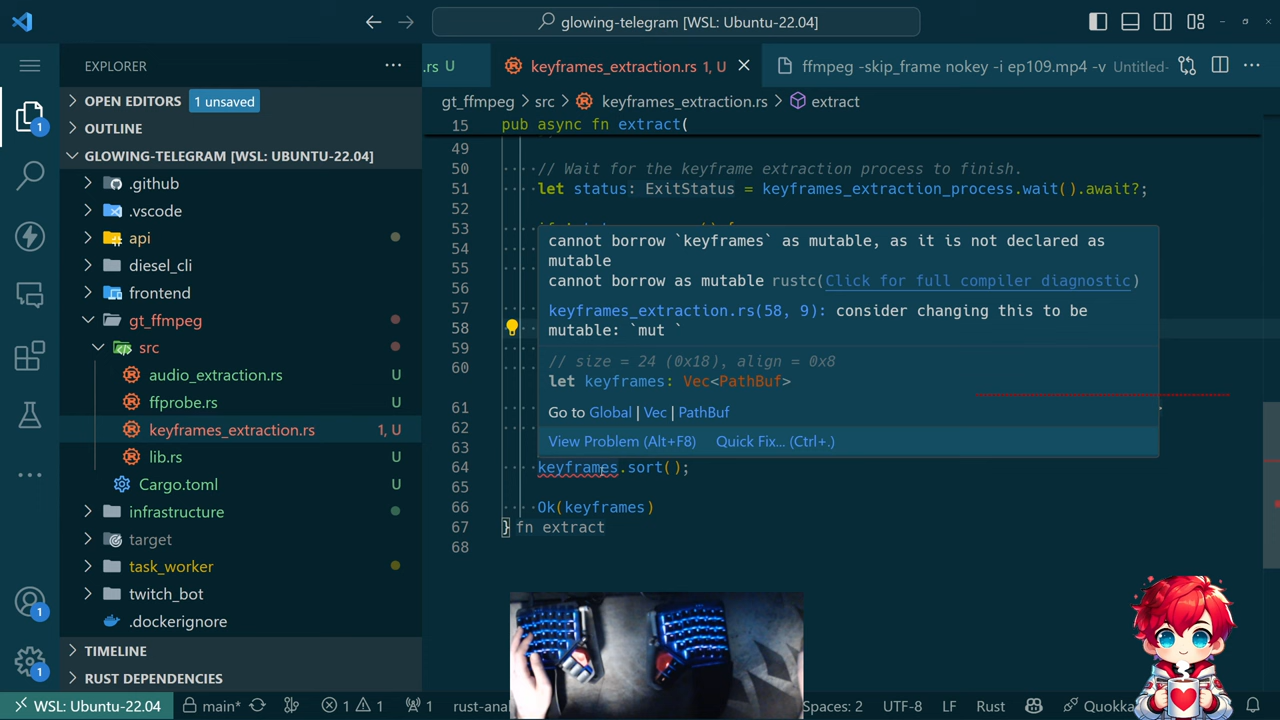 glowing-telegram [WSL: Ubuntu-22.04]
EXPLORER
.rs U
keyframes_extraction.rs 1, U
ffmpeg -skip_frame nokey -i ep109.mp4 -v Untitled-
OPEN EDITORS 1 unsaved
OUTLINE
GLOWING-TELEGRAM [WSL: UBUNTU-22.04]
.github
.vscode
api
diesel_cli
frontend
gt_ffmpeg
src
audio_extraction.rs U
ffprobe.rs U
keyframes_extraction.rs 1, U
lib.rs U
Cargo.toml U
infrastructure
target
task_worker
twitch_bot
.dockerignore
TIMELINE
RUST DEPENDENCIES
1
1
1
gt_ffmpeg > src > keyframes_extraction.rs > extract
15 pub async fn extract(
49
50 // Wait for the keyframe extraction process to finish.
51 let status: ExitStatus = keyframes_extraction_process.wait().await?;
52
53
54
55
56
57
58
59
60
61
62
63
64 keyframes.sort();
65
66 Ok(keyframes)
67 } fn extract
68
cannot borrow `keyframes` as mutable, as it is not declared as
mutable
cannot borrow as mutable rustc(Click for full compiler diagnostic)
keyframes_extraction.rs(58, 9): consider changing this to be
mutable: `mut `
// size = 24 (0x18), align = 0x8
let keyframes: Vec<PathBuf>
Go to Global | Vec | PathBuf
View Problem (Alt+F8) Quick Fix... (Ctrl+.)
WSL: Ubuntu-22.04 main* 1 1 1 rust-ana Spaces: 2 UTF-8 LF Rust Quokka